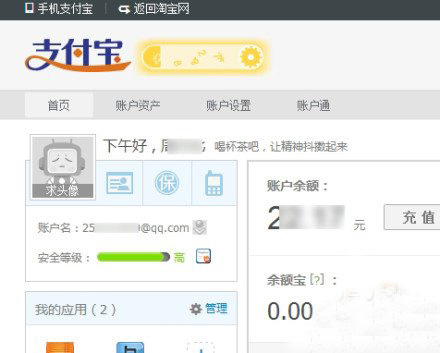 手机支付宝 返回淘宝网
支付宝
首页 账户资产 账户设置 账户通
下午好， 喝杯茶吧，让精神抖擞起来
求头像
保
账户名：25 @qq.com
安全等级： 高
我的应用（2） 管理
账户余额：
2 元 充值
余额宝 [?]：
0.00